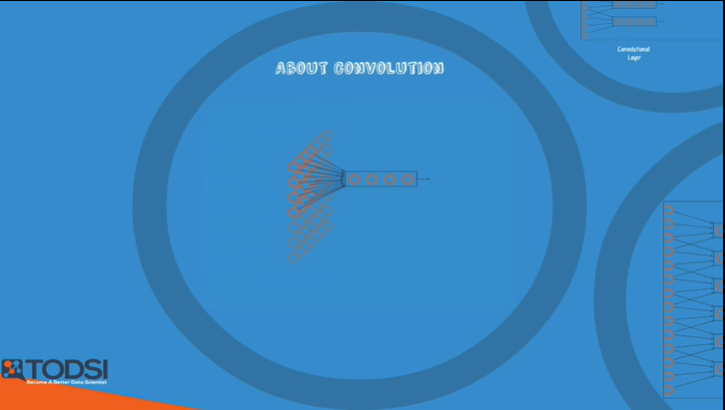 ABOUT CONVOLUTION
Convolutional
Layer
TODSI
Become A Better Data Scientist